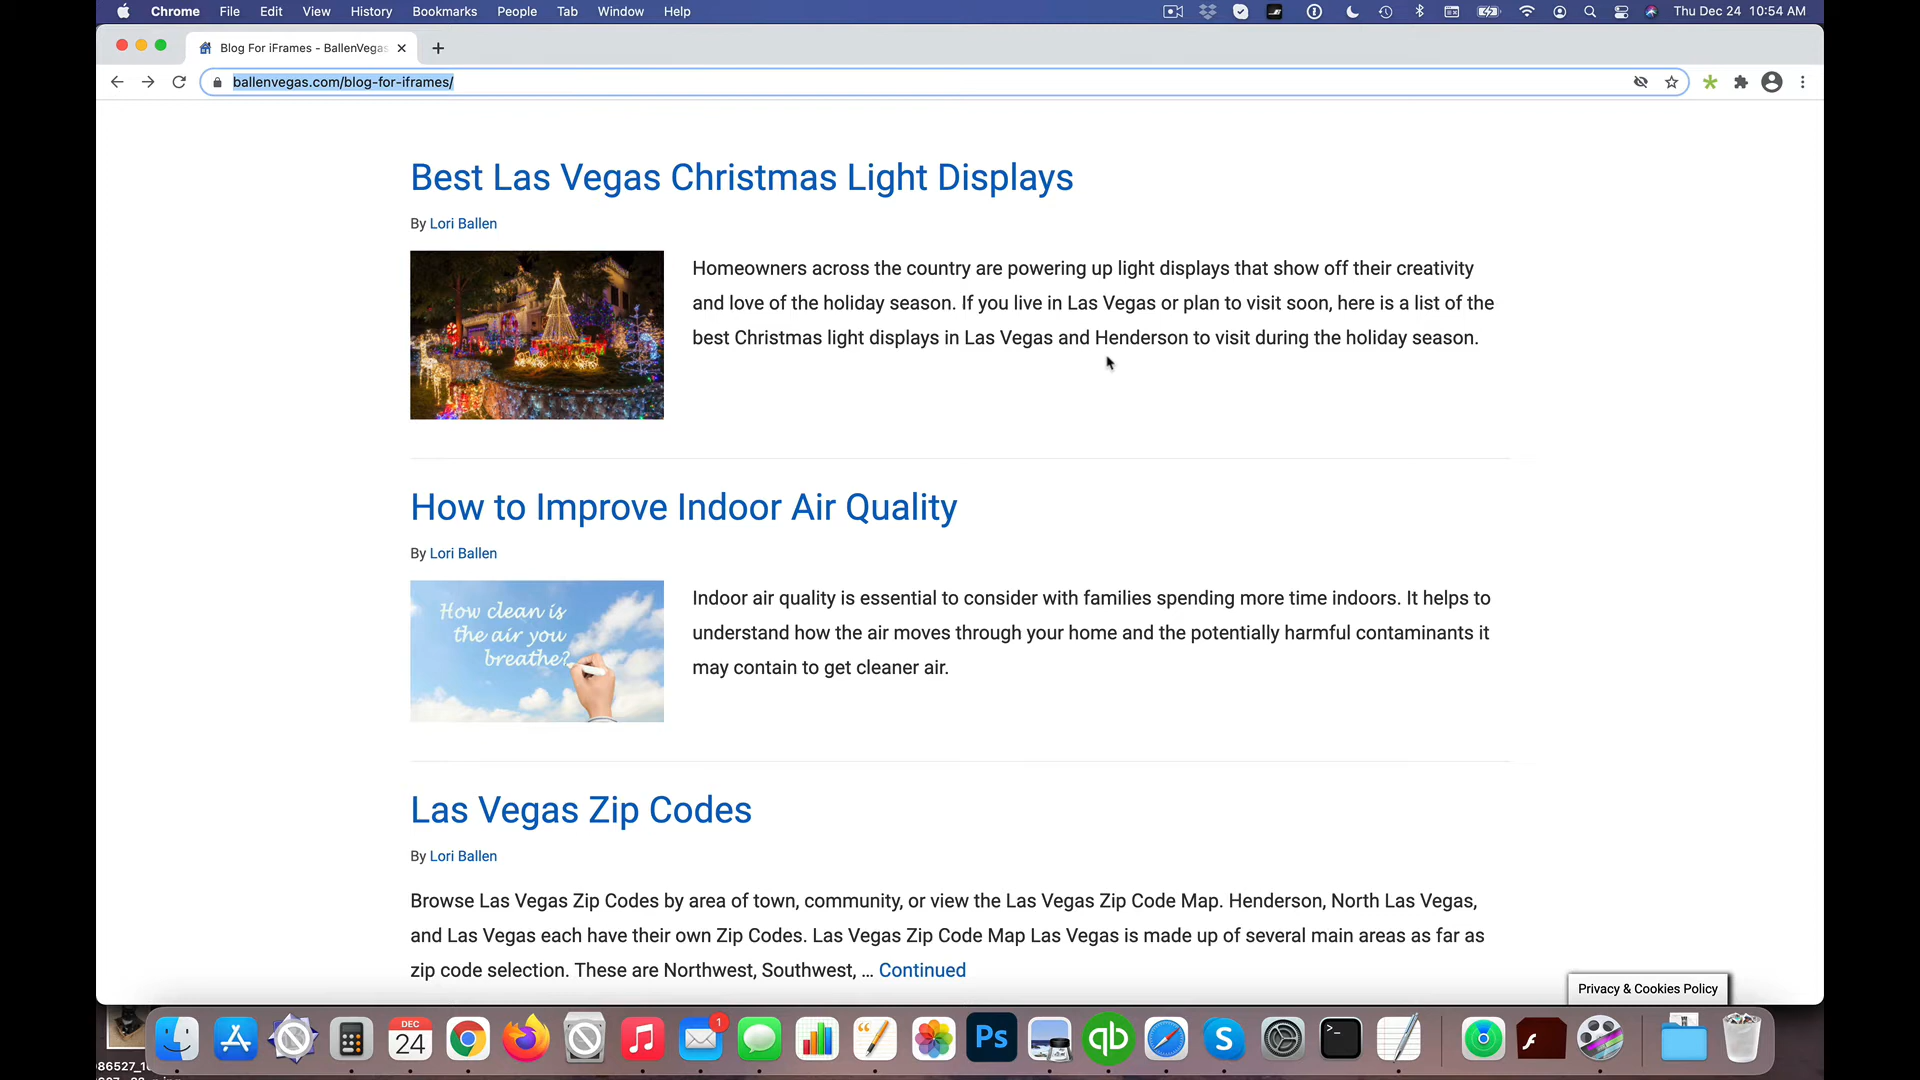 Chrome File Edit View History Bookmarks People Tab Window Help
Thu Dec 24 10:54 AM
Blog For iFrames - BallenVegas
ballenvegas.com/blog-for-iframes/
Best Las Vegas Christmas Light Displays
By Lori Ballen
Homeowners across the country are powering up light displays that show off their creativity
and love of the holiday season. If you live in Las Vegas or plan to visit soon, here is a list of the
best Christmas light displays in Las Vegas and Henderson to visit during the holiday season.
How to Improve Indoor Air Quality
By Lori Ballen
How clean is
the air you
breathe?
Indoor air quality is essential to consider with families spending more time indoors. It helps to
understand how the air moves through your home and the potentially harmful contaminants it
may contain to get cleaner air.
Las Vegas Zip Codes
By Lori Ballen
Browse Las Vegas Zip Codes by area of town, community, or view the Las Vegas Zip Code Map. Henderson, North Las Vegas,
and Las Vegas each have their own Zip Codes. Las Vegas Zip Code Map Las Vegas is made up of several main areas as far as
zip code selection. These are Northwest, Southwest, ... Continued
Privacy & Cookies Policy
DEC
24
1
Ps
qb